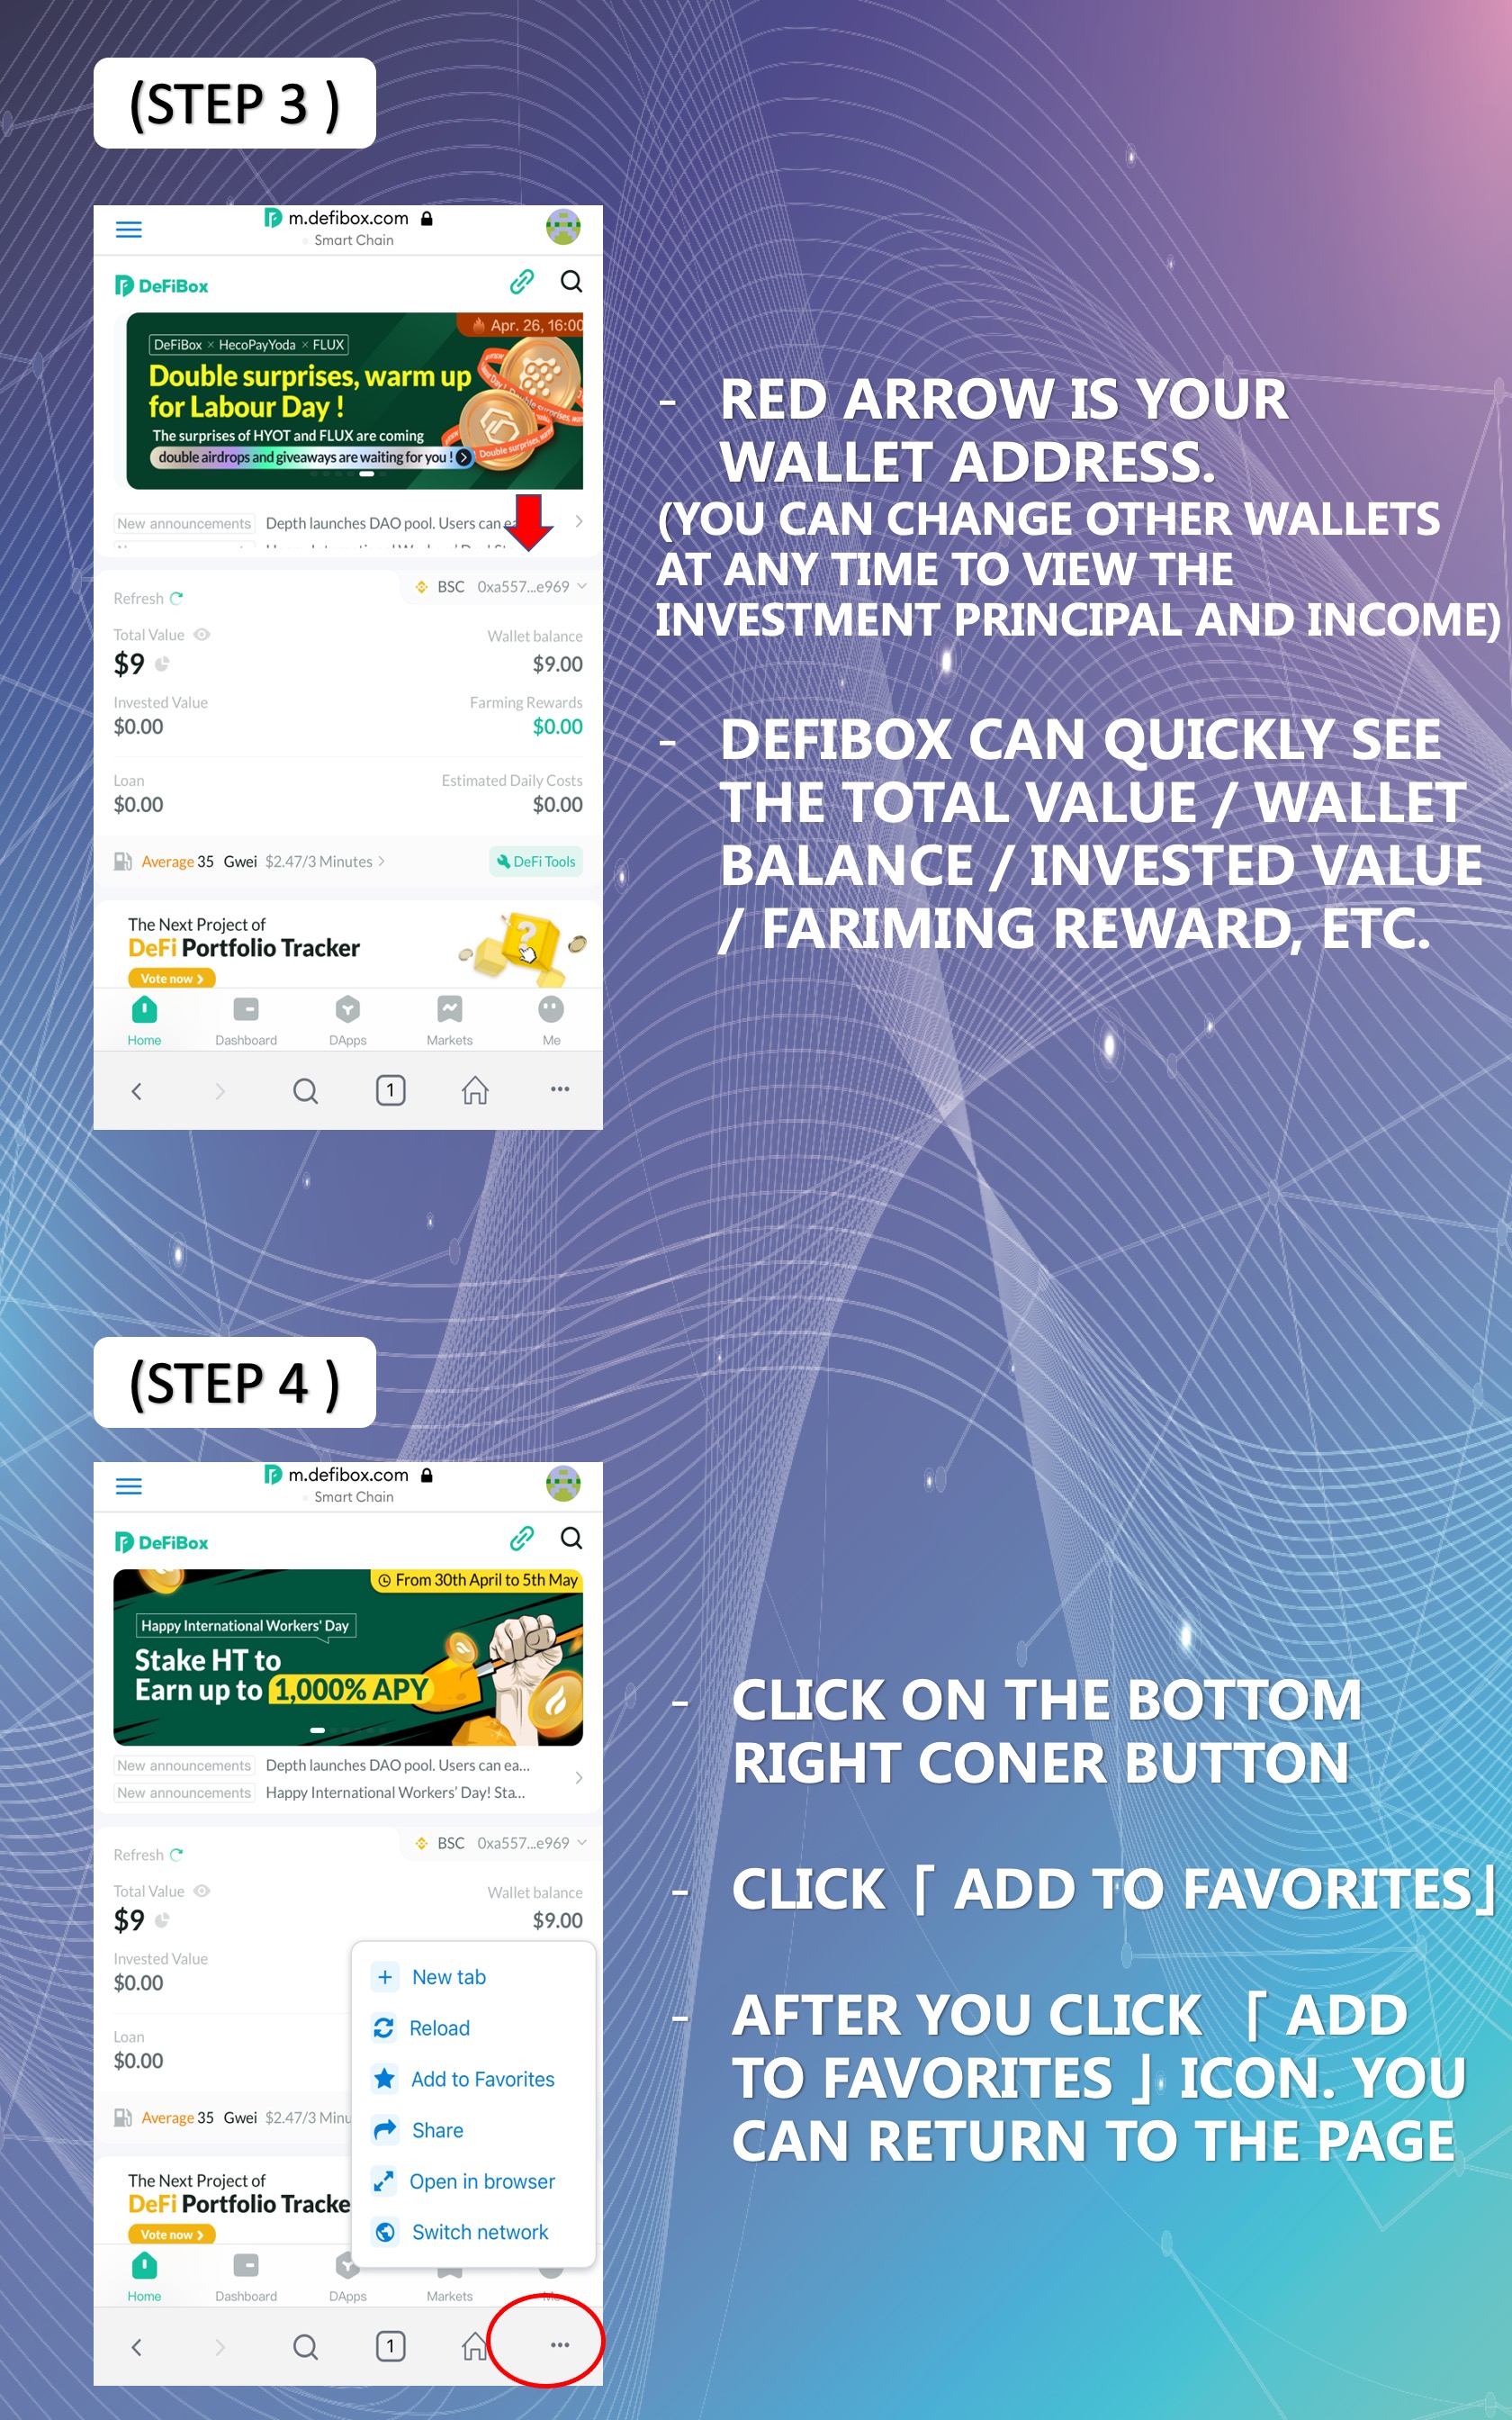 (STEP 3 )
m.defibox.com
Smart Chain
DeFiBox
Apr. 26, 16:00
DeFiBox × HecoPayYoda × FLUX
Double surprises, warm up
for Labour Day !
The surprises of HYOT and FLUX are coming
double airdrops and giveaways are waiting for you !
New announcements Depth launches DAO pool. Users can ea
BSC 0xa557...e969
Refresh
Total Value Wallet balance
$9 $9.00
Invested Value Farming Rewards
$0.00 $0.00
Loan Estimated Daily Costs
$0.00 $0.00
Average 35 Gwei $2.47/3 Minutes > DeFi Tools
The Next Project of
DeFi Portfolio Tracker
Vote now >
Home Dashboard DApps Markets Me
1
- RED ARROW IS YOUR
WALLET ADDRESS.
(YOU CAN CHANGE OTHER WALLETS
AT ANY TIME TO VIEW THE
INVESTMENT PRINCIPAL AND INCOME)
- DEFIBOX CAN QUICKLY SEE
THE TOTAL VALUE / WALLET
BALANCE / INVESTED VALUE
/ FARIMING REWARD, ETC.
(STEP 4 )
m.defibox.com
Smart Chain
DeFiBox
From 30th April to 5th May
Happy International Workers' Day
Stake HT to
Earn up to 1,000% APY
New announcements Depth launches DAO pool. Users can ea...
New announcements Happy International Workers' Day! Sta...
BSC 0xa557...e969
Refresh
Total Value Wallet balance
$9 $9.00
Invested Value
$0.00
Loan
$0.00
Average 35 Gwei $2.47/3 Minu
The Next Project of
DeFi Portfolio Tracke
Vote now >
New tab
Reload
Add to Favorites
Share
Open in browser
Switch network
Home Dashboard DApps Markets Me
1
- CLICK ON THE BOTTOM
RIGHT CONER BUTTON
- CLICK「 ADD TO FAVORITES」
- AFTER YOU CLICK 「 ADD
TO FAVORITES 」ICON. YOU
CAN RETURN TO THE PAGE